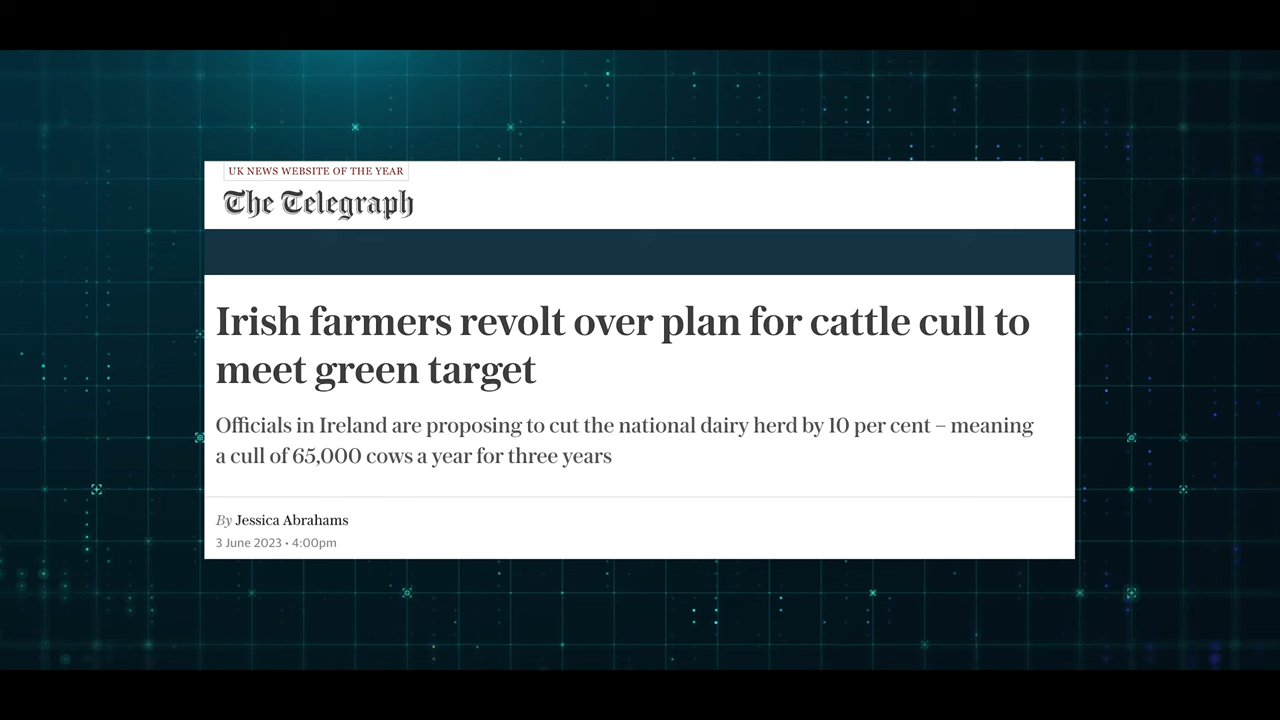 UK NEWS WEBSITE OF THE YEAR
The Telegraph
Irish farmers revolt over plan for cattle cull to
meet green target
Officials in Ireland are proposing to cut the national dairy herd by 10 per cent – meaning
a cull of 65,000 cows a year for three years
By Jessica Abrahams
3 June 2023 • 4:00pm